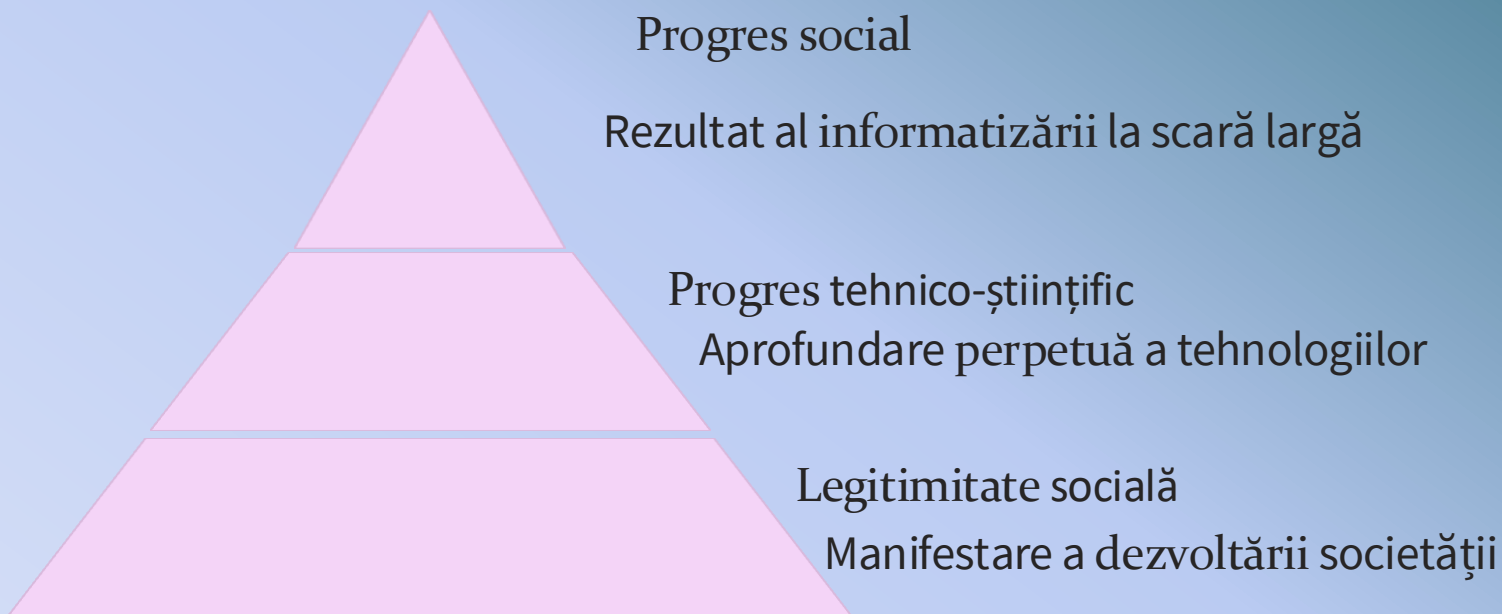 Progres social
Rezultat al informatizării la scară largă
Progres tehnico-științific
Aprofundare perpetuă a tehnologiilor
Legitimitate socială
Manifestare a dezvoltării societății